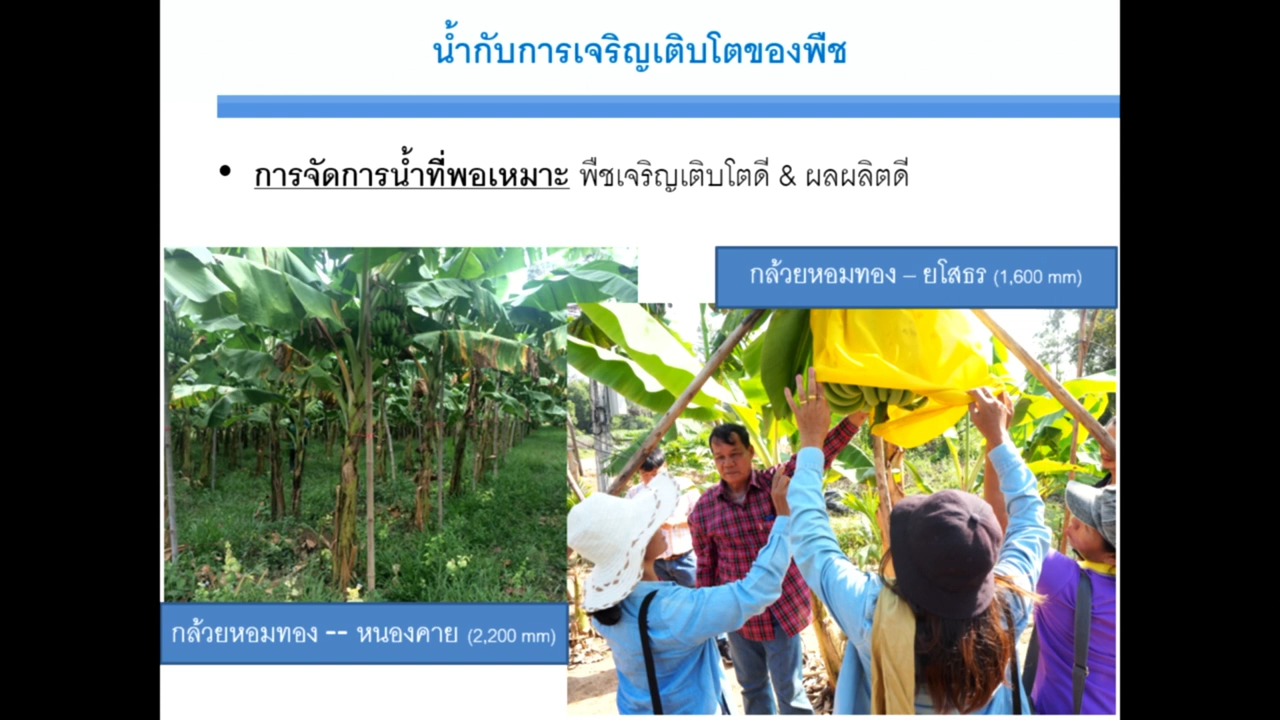 น้ำกับการเจริญเติบโตของพืช
• การจัดการน้ำที่พอเหมาะ พืชเจริญเติบโตดี & ผลผลิตดี
กล้วยหอมทอง – ยโสธร (1,600 mm)
กล้วยหอมทอง -- หนองคาย (2,200 mm)